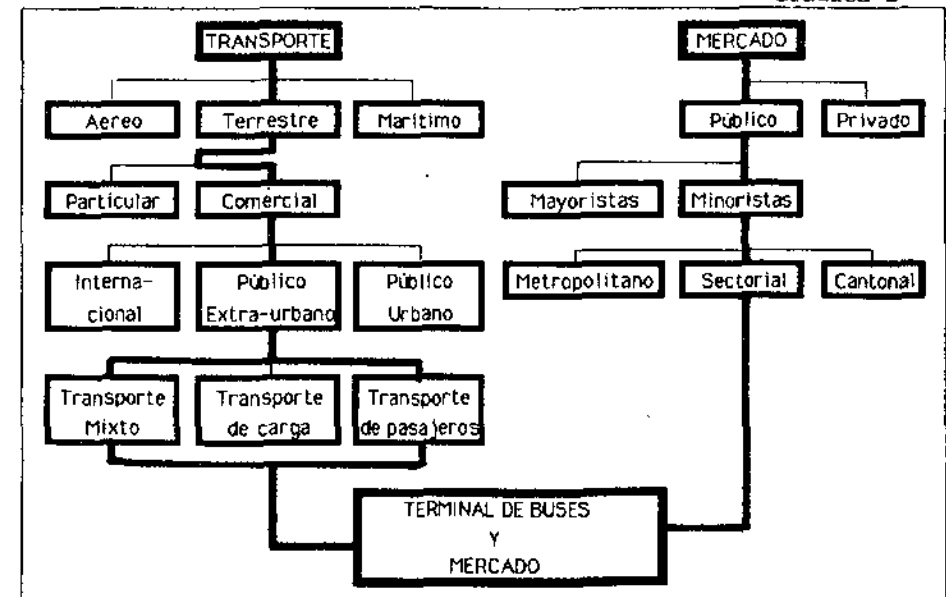 TRANSPORTE
MERCADO
Aereo
Terrestre
Marítimo
Público
Privado
Particular
Comercial
Mayoristas
Minoristas
Interna-
cional
Público
Extra-urbano
Público
Urbano
Metropolitano
Sectorial
Cantonal
Transporte
Mixto
Transporte
de carga
Transporte
de pasajeros
TERMINAL DE BUSES
Y
MERCADO